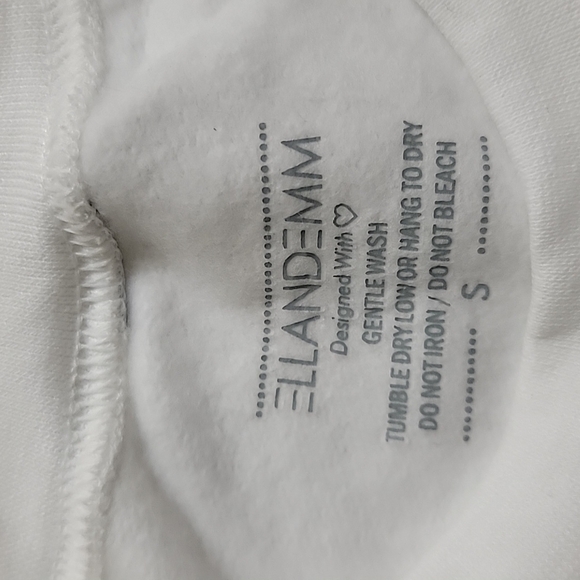 ELLANDEMM
Designed With ♡
GENTLE WASH
TUMBLE DRY LOW OR HANG TO DRY
DO NOT IRON / DO NOT BLEACH
S